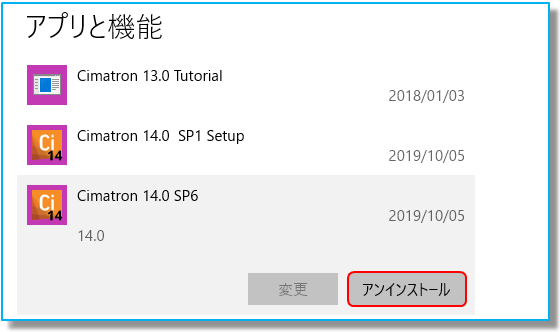 アプリと機能
Cimatron 13.0 Tutorial
2018/01/03
Ci
14
Cimatron 14.0  SP1 Setup
2019/10/05
Ci
14
Cimatron 14.0 SP6
2019/10/05
14.0
変更 アンインストール